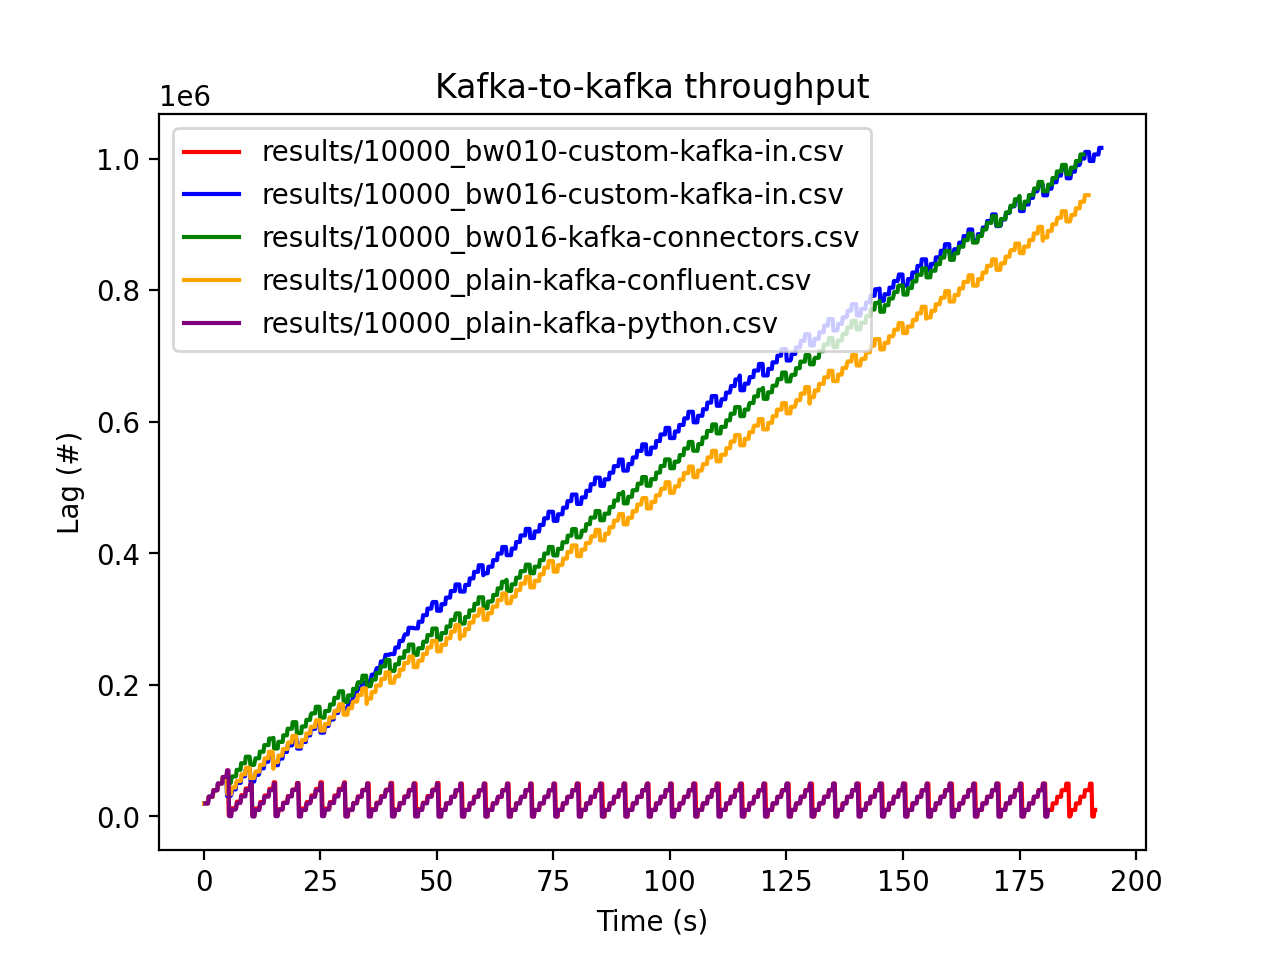 Kafka-to-kafka throughput
1e6
results/10000_bw010-custom-kafka-in.csv
results/10000_bw016-custom-kafka-in.csv
results/10000_bw016-kafka-connectors.csv
results/10000_plain-kafka-confluent.csv
results/10000_plain-kafka-python.csv
1.0
0.8
0.6
0.4
0.2
0.0
Lag (#)
0 25 50 75 100 125 150 175 200
Time (s)